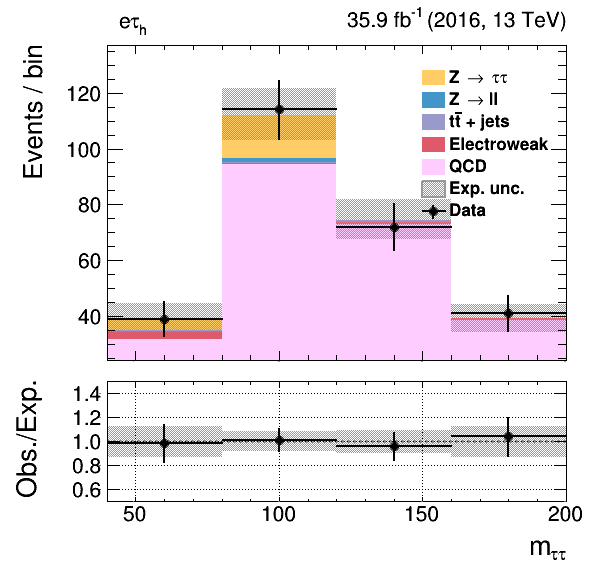 eτh 35.9 fb-1 (2016, 13 TeV)
Events / bin
120
100
80
60
40
Z → ττ
Z → ll
tt̄ + jets
Electroweak
QCD
Exp. unc.
Data
Obs./Exp.
1.4
1.2
1.0
0.8
0.6
50 100 150 200
mττ